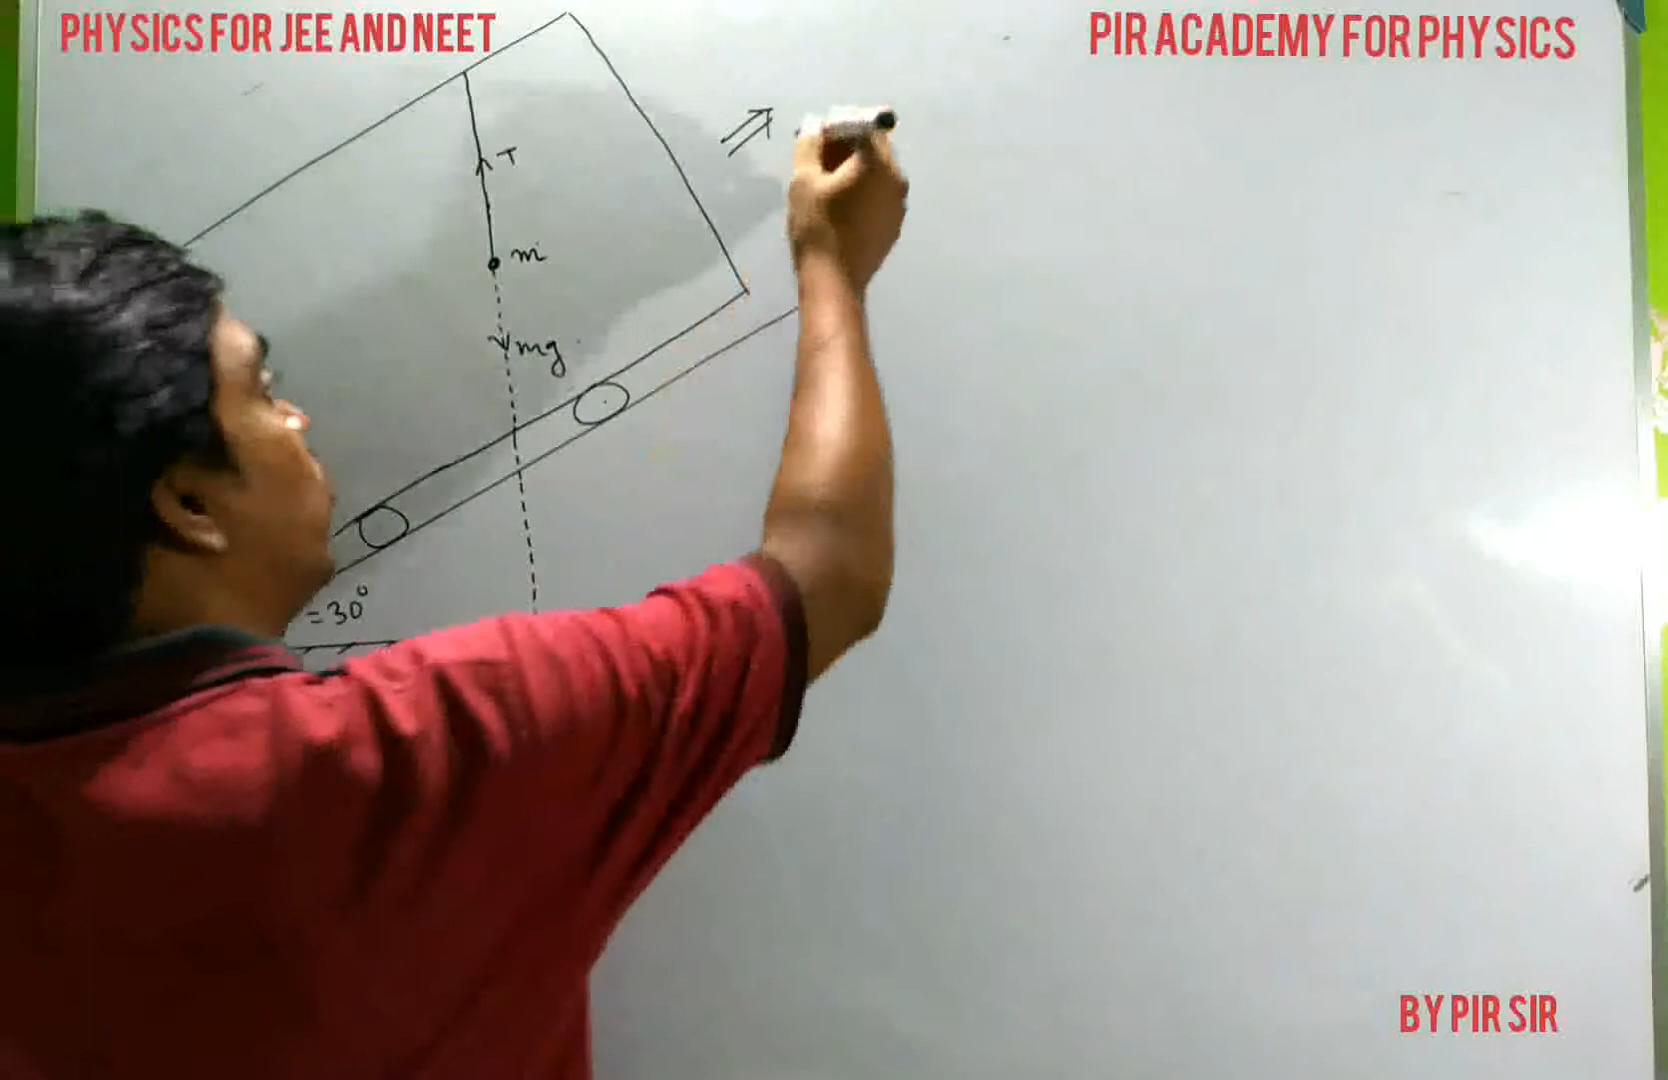 PHYSICS FOR JEE AND NEET
PIR ACADEMY FOR PHYSICS
T
m
mg
=30°
BY PIR SIR